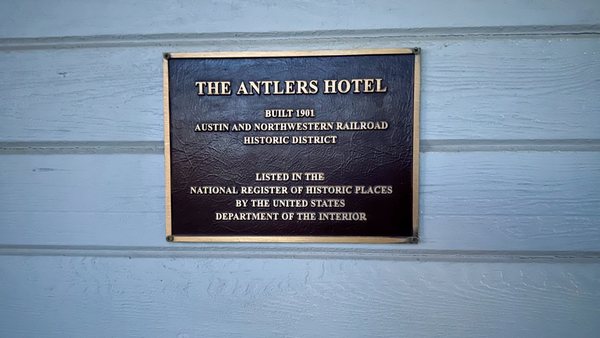 THE ANTLERS HOTEL
BUILT 1901
AUSTIN AND NORTHWESTERN RAILROAD
HISTORIC DISTRICT
LISTED IN THE
NATIONAL REGISTER OF HISTORIC PLACES
BY THE UNITED STATES
DEPARTMENT OF THE INTERIOR